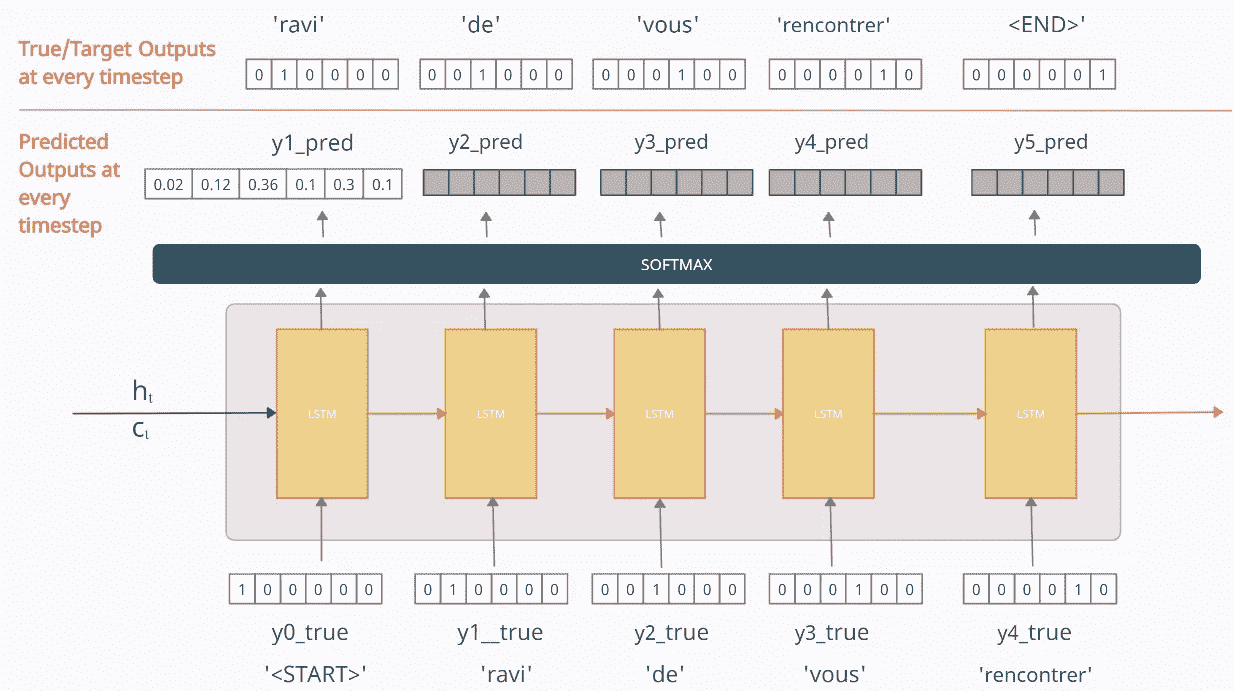 'ravi' 'de' 'vous' 'rencontrer' <END>'
True/Target Outputs
at every timestep
0 1 0 0 0 0 0 0 1 0 0 0 0 0 0 1 0 0 0 0 0 0 1 0 0 0 0 0 0 1
Predicted
Outputs at
every
timestep
y1_pred y2_pred y3_pred y4_pred y5_pred
0.02 0.12 0.36 0.1 0.3 0.1
SOFTMAX
LSTM LSTM LSTM LSTM LSTM
ht
ct
1 0 0 0 0 0 0 1 0 0 0 0 0 0 1 0 0 0 0 0 0 1 0 0 0 0 0 0 1 0
y0_true y1__true y2_true y3_true y4_true
'<START>' 'ravi' 'de' 'vous' 'rencontrer'